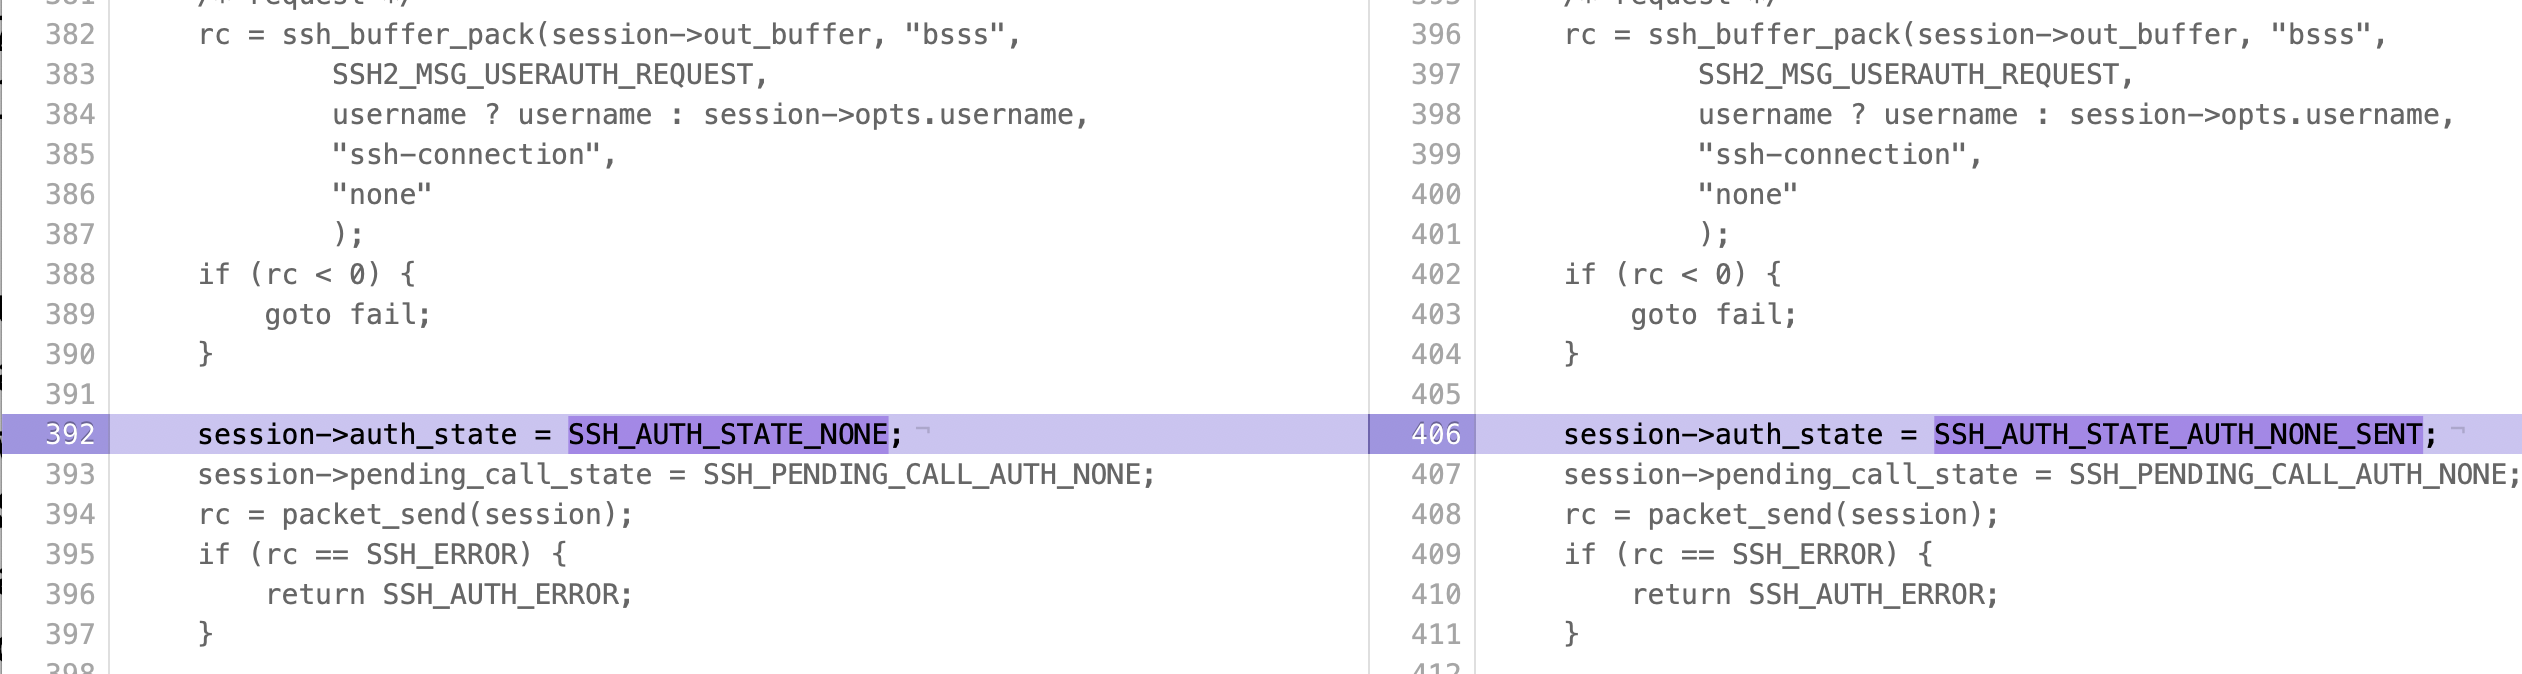 381 /* request */
382 rc = ssh_buffer_pack(session->out_buffer, "bsss",
383 SSH2_MSG_USERAUTH_REQUEST,
384 username ? username : session->opts.username,
385 "ssh-connection",
386 "none"
387 );
388 if (rc < 0) {
389 goto fail;
390 }
391
392 session->auth_state = SSH_AUTH_STATE_NONE; ¬
393 session->pending_call_state = SSH_PENDING_CALL_AUTH_NONE;
394 rc = packet_send(session);
395 if (rc == SSH_ERROR) {
396 return SSH_AUTH_ERROR;
397 }
398
395 /* request */
396 rc = ssh_buffer_pack(session->out_buffer, "bsss",
397 SSH2_MSG_USERAUTH_REQUEST,
398 username ? username : session->opts.username,
399 "ssh-connection",
400 "none"
401 );
402 if (rc < 0) {
403 goto fail;
404 }
405
406 session->auth_state = SSH_AUTH_STATE_AUTH_NONE_SENT; ¬
407 session->pending_call_state = SSH_PENDING_CALL_AUTH_NONE;
408 rc = packet_send(session);
409 if (rc == SSH_ERROR) {
410 return SSH_AUTH_ERROR;
411 }
412